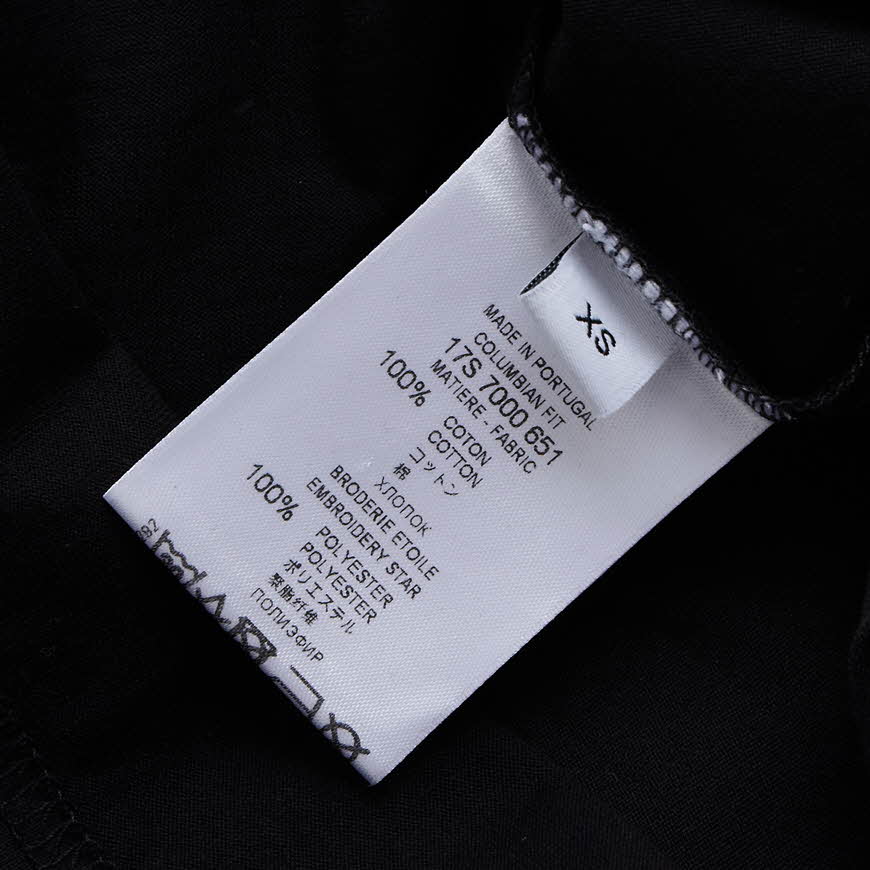 XS
MADE IN PORTUGAL
COLUMBIAN FIT
17S 7000 651
MATIERE - FABRIC
100% COTON
COTTON
コットン
棉
ХЛОПОК
BRODERIE ETOILE
EMBROIDERY STAR
100% POLYESTER
POLYESTER
ポリエステル
聚脂纤维
ПОПИЭФИР